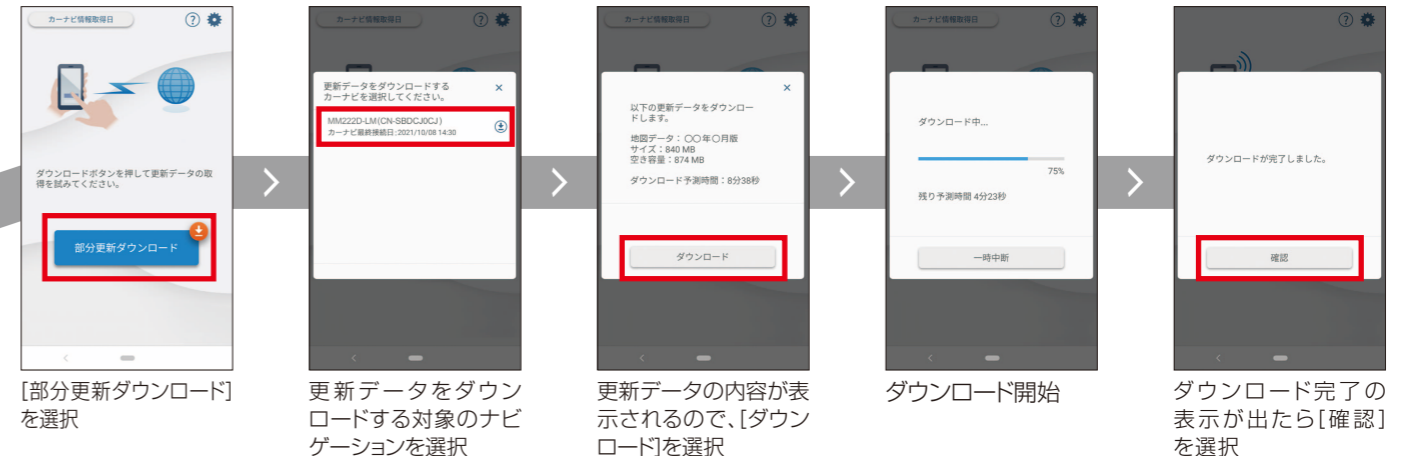 カーナビ情報取得日
?
ダウンロードボタンを押して更新データの取
得を試みてください。
部分更新ダウンロード
[部分更新ダウンロード]
を選択
カーナビ情報取得日
?
更新データをダウンロードする
カーナビを選択してください。
×
MM222D-LM(CN-SBDCJ0CJ)
カーナビ最終接続日:2021/10/08 14:30
更新データをダウン
ロードする対象のナビ
ゲーションを選択
カーナビ情報取得日
?
×
以下の更新データをダウンロー
ドします。
地図データ：○○年○月版
サイズ：840 MB
空き容量：874 MB
ダウンロード予測時間：8分38秒
ダウンロード
更新データの内容が表
示されるので、[ダウン
ロード]を選択
カーナビ情報取得日
?
ダウンロード中...
75%
残り予測時間 4分23秒
一時中断
ダウンロード開始
?
ダウンロードが完了しました。
確認
ダウンロード完了の
表示が出たら[確認]
を選択